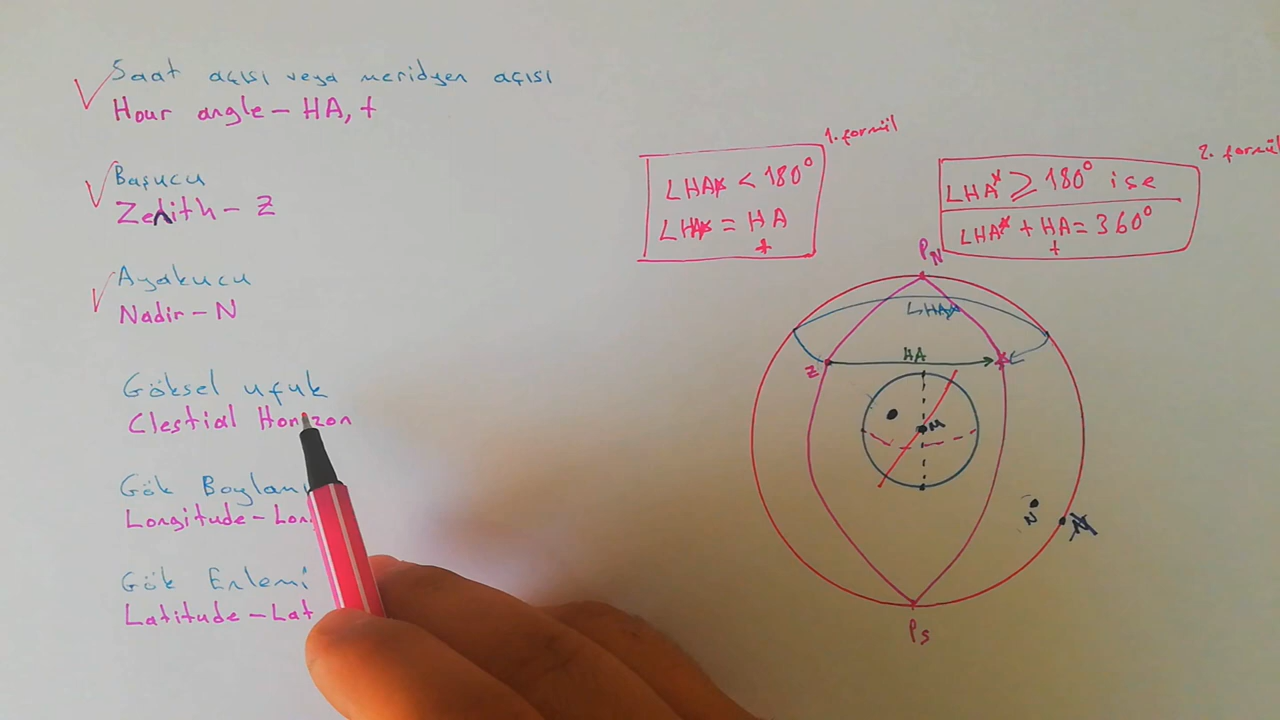 Saat açısı veya meridyen açısı
Hour angle - HA, t
Başucu
Zenith - Z
Ayakucu
Nadir - N
Göksel ufuk
Clestial Horizon
Gök Boylamı
Longitude - Lon
Gök Enlemi
Latitude - Lat
1. formül
LHA* < 180°
LHA* = HA
t
2. formül
LHA* ≥ 180° ise
LHA* + HA = 360°
t
PN
LHA*
HA
Z
M
N
N
Ps